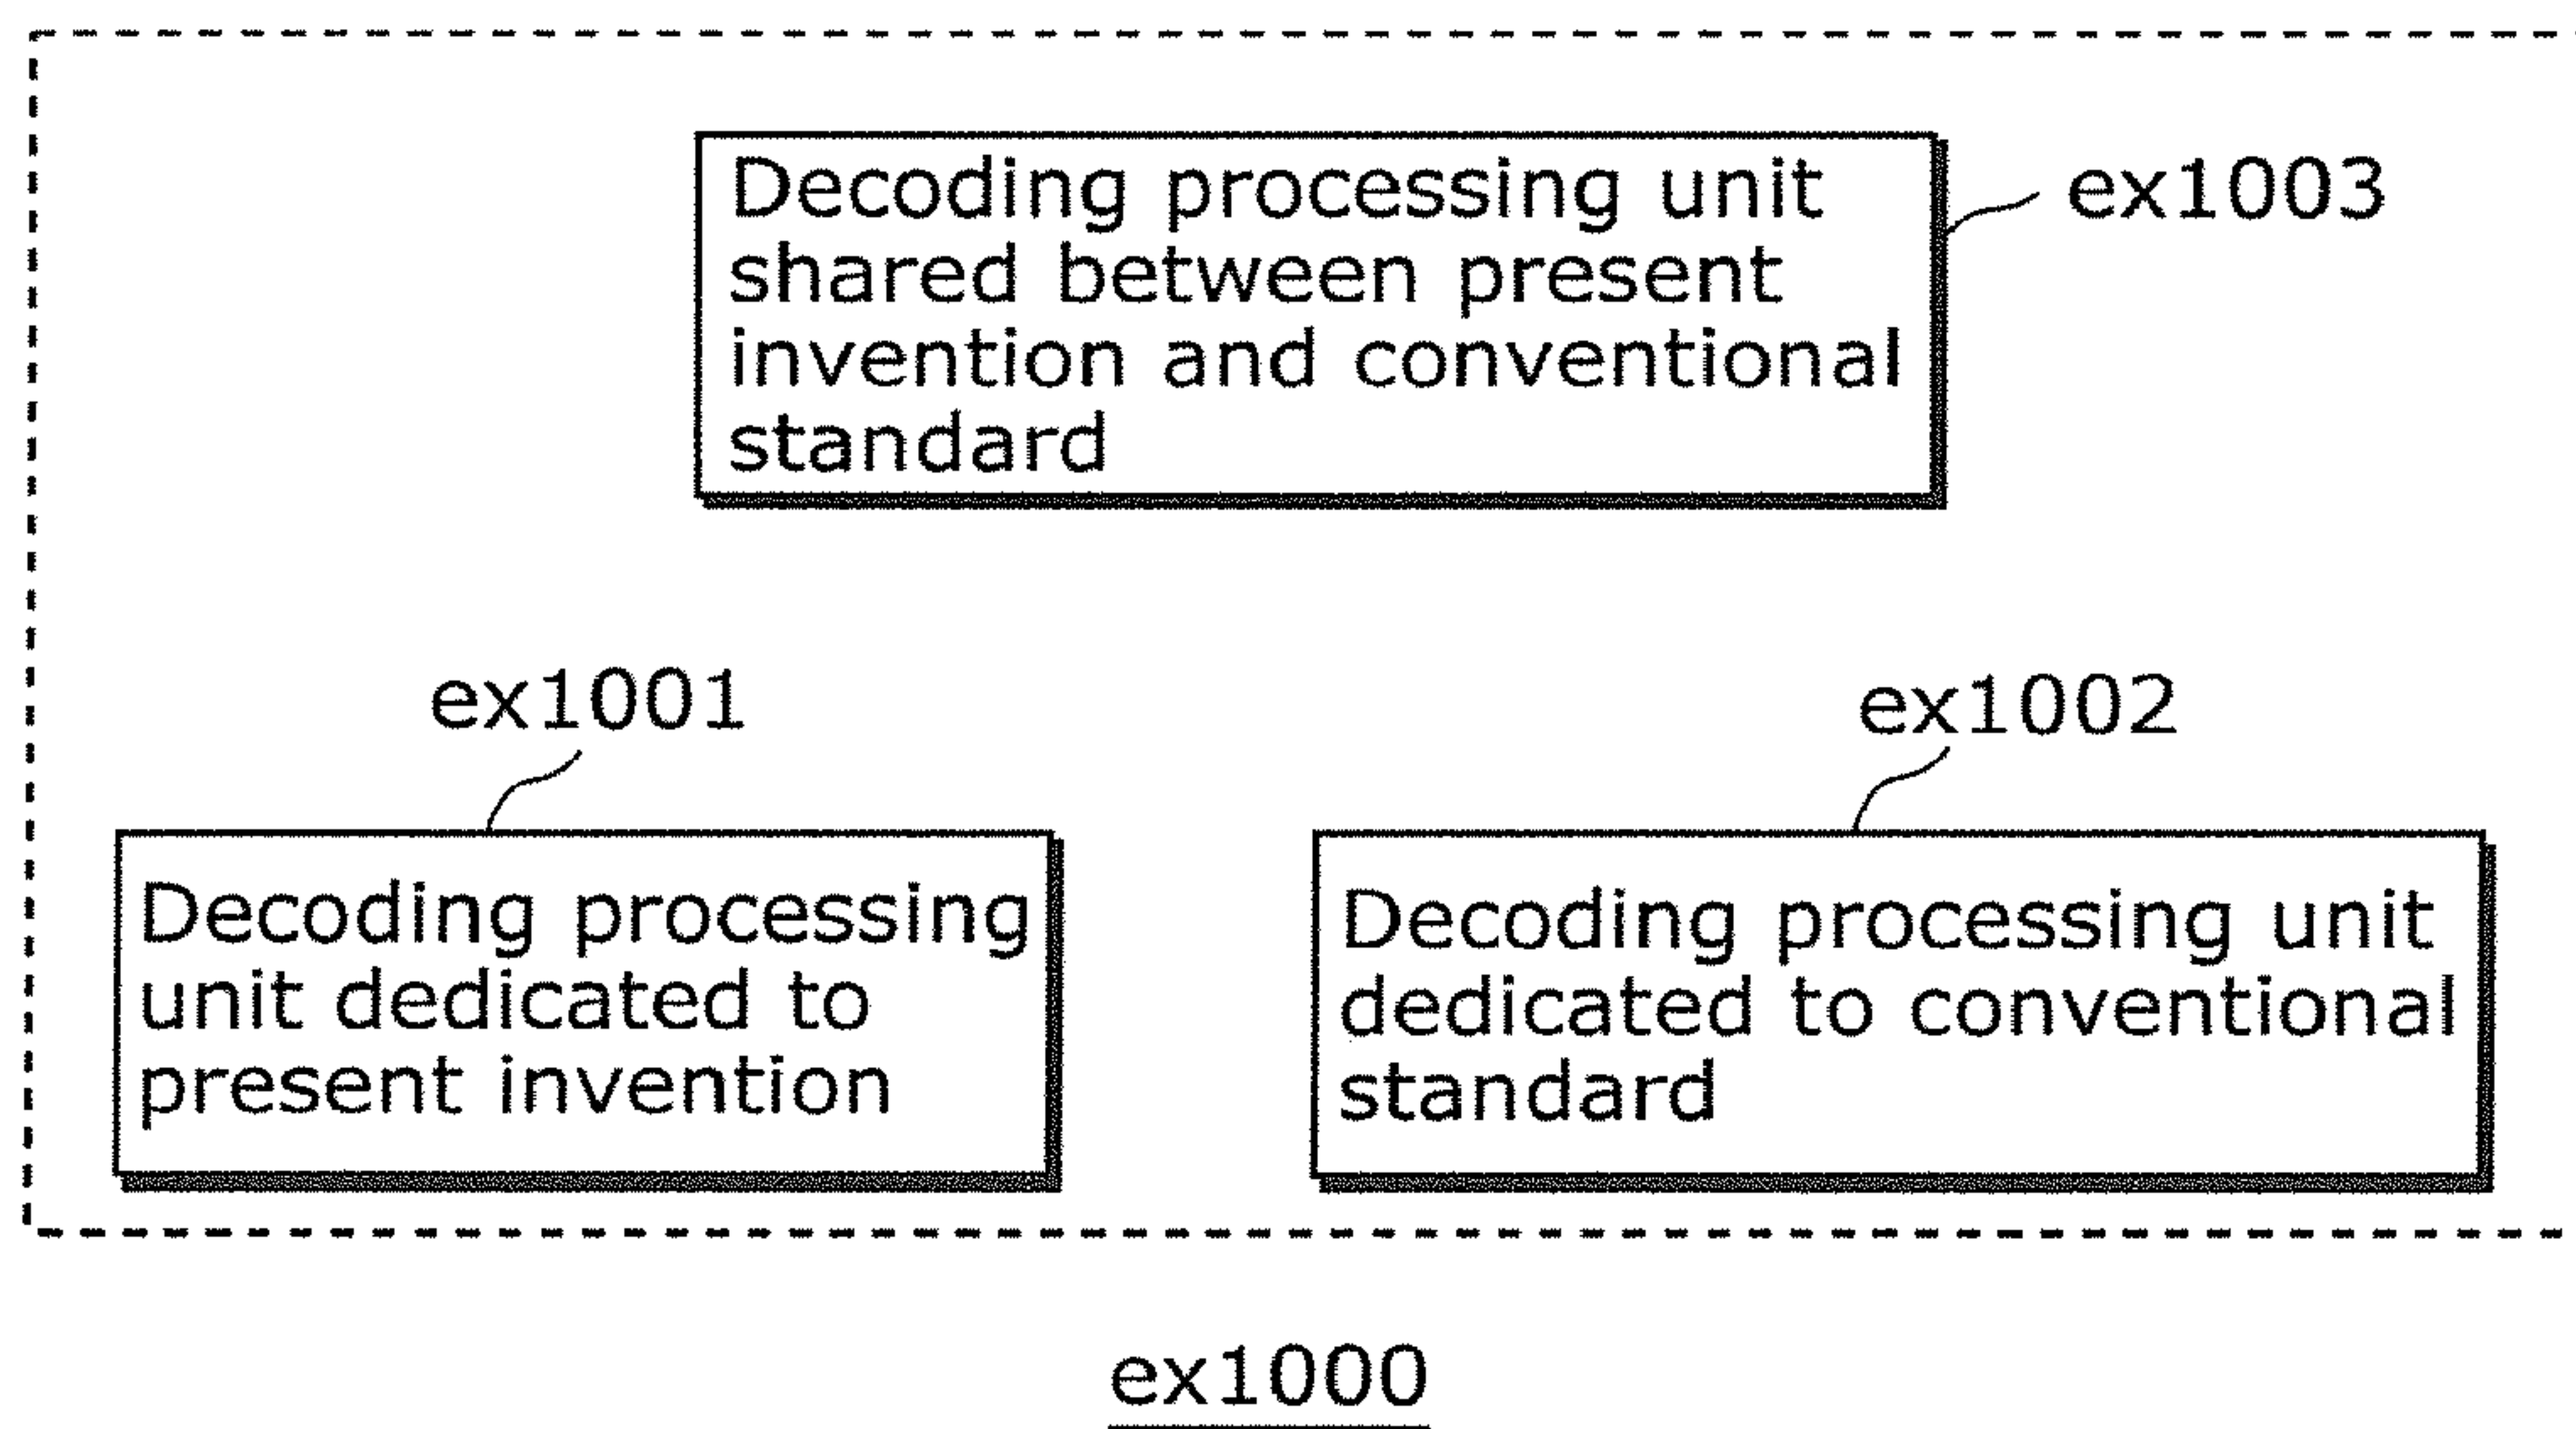 Decoding processing unit
shared between present
invention and conventional
standard
ex1003
ex1001
ex1002
Decoding processing
unit dedicated to
present invention
Decoding processing unit
dedicated to conventional
standard
ex1000